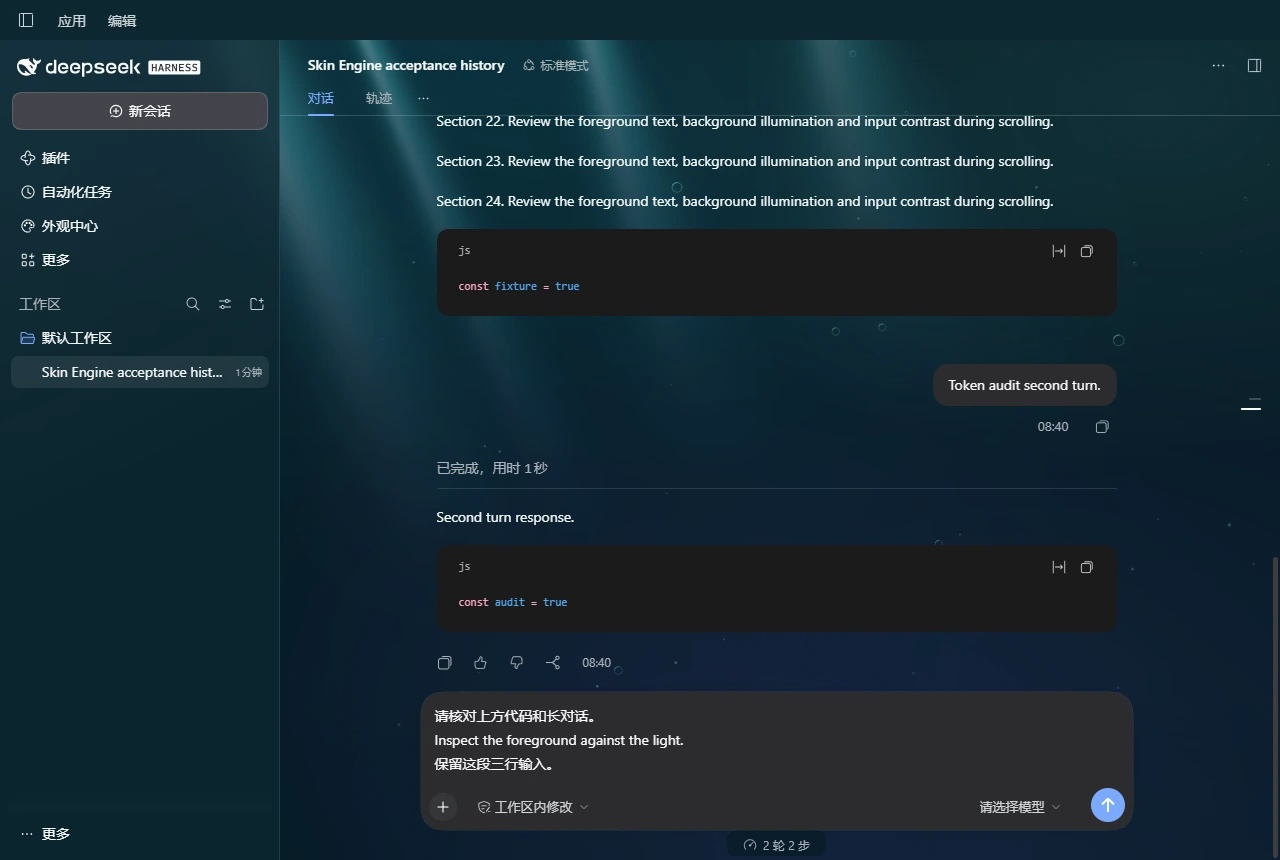 应用 编辑
deepseek HARNESS
新会话
插件
自动化任务
外观中心
更多
工作区
默认工作区
Skin Engine acceptance hist... 1分钟
更多
Skin Engine acceptance history 标准模式
对话 轨迹 ...
Section 22. Review the foreground text, background illumination and input contrast during scrolling.
Section 23. Review the foreground text, background illumination and input contrast during scrolling.
Section 24. Review the foreground text, background illumination and input contrast during scrolling.
js
const fixture = true
Token audit second turn.
08:40
已完成，用时 1 秒
Second turn response.
js
const audit = true
08:40
请核对上方代码和长对话。
Inspect the foreground against the light.
保留这段三行输入。
工作区内修改 请选择模型
2 轮 2 步